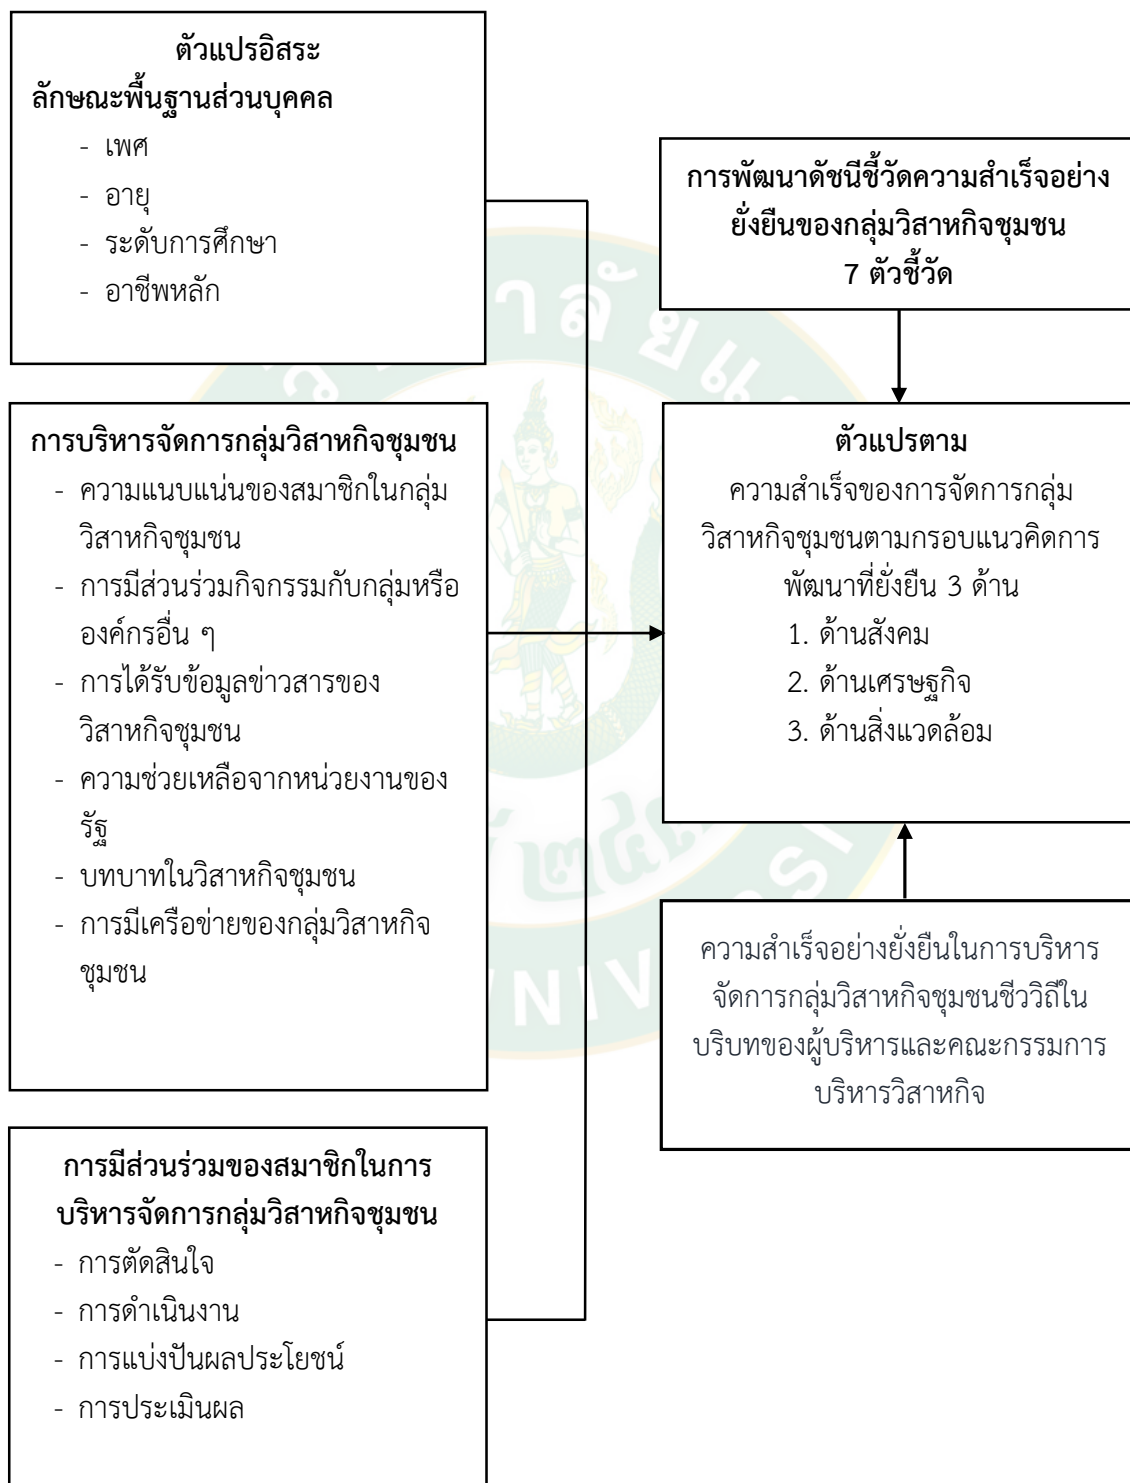 ตัวแปรอิสระ
ลักษณะพื้นฐานส่วนบุคคล
- เพศ
- อายุ
- ระดับการศึกษา
- อาชีพหลัก
การบริหารจัดการกลุ่มวิสาหกิจชุมชน
- ความแนบแน่นของสมาชิกในกลุ่ม
วิสาหกิจชุมชน
- การมีส่วนร่วมกิจกรรมกับกลุ่มหรือ
องค์กรอื่น ๆ
- การได้รับข้อมูลข่าวสารของ
วิสาหกิจชุมชน
- ความช่วยเหลือจากหน่วยงานของ
รัฐ
- บทบาทในวิสาหกิจชุมชน
- การมีเครือข่ายของกลุ่มวิสาหกิจ
ชุมชน
การมีส่วนร่วมของสมาชิกในการ
บริหารจัดการกลุ่มวิสาหกิจชุมชน
- การตัดสินใจ
- การดำเนินงาน
- การแบ่งปันผลประโยชน์
- การประเมินผล
การพัฒนาดัชนีชี้วัดความสำเร็จอย่าง
ยั่งยืนของกลุ่มวิสาหกิจชุมชน
7 ตัวชี้วัด
ตัวแปรตาม
ความสำเร็จของการจัดการกลุ่ม
วิสาหกิจชุมชนตามกรอบแนวคิดการ
พัฒนาที่ยั่งยืน 3 ด้าน
1. ด้านสังคม
2. ด้านเศรษฐกิจ
3. ด้านสิ่งแวดล้อม
ความสำเร็จอย่างยั่งยืนในการบริหาร
จัดการกลุ่มวิสาหกิจชุมชนชีววิถีใน
บริบทของผู้บริหารและคณะกรรมการ
บริหารวิสาหกิจ